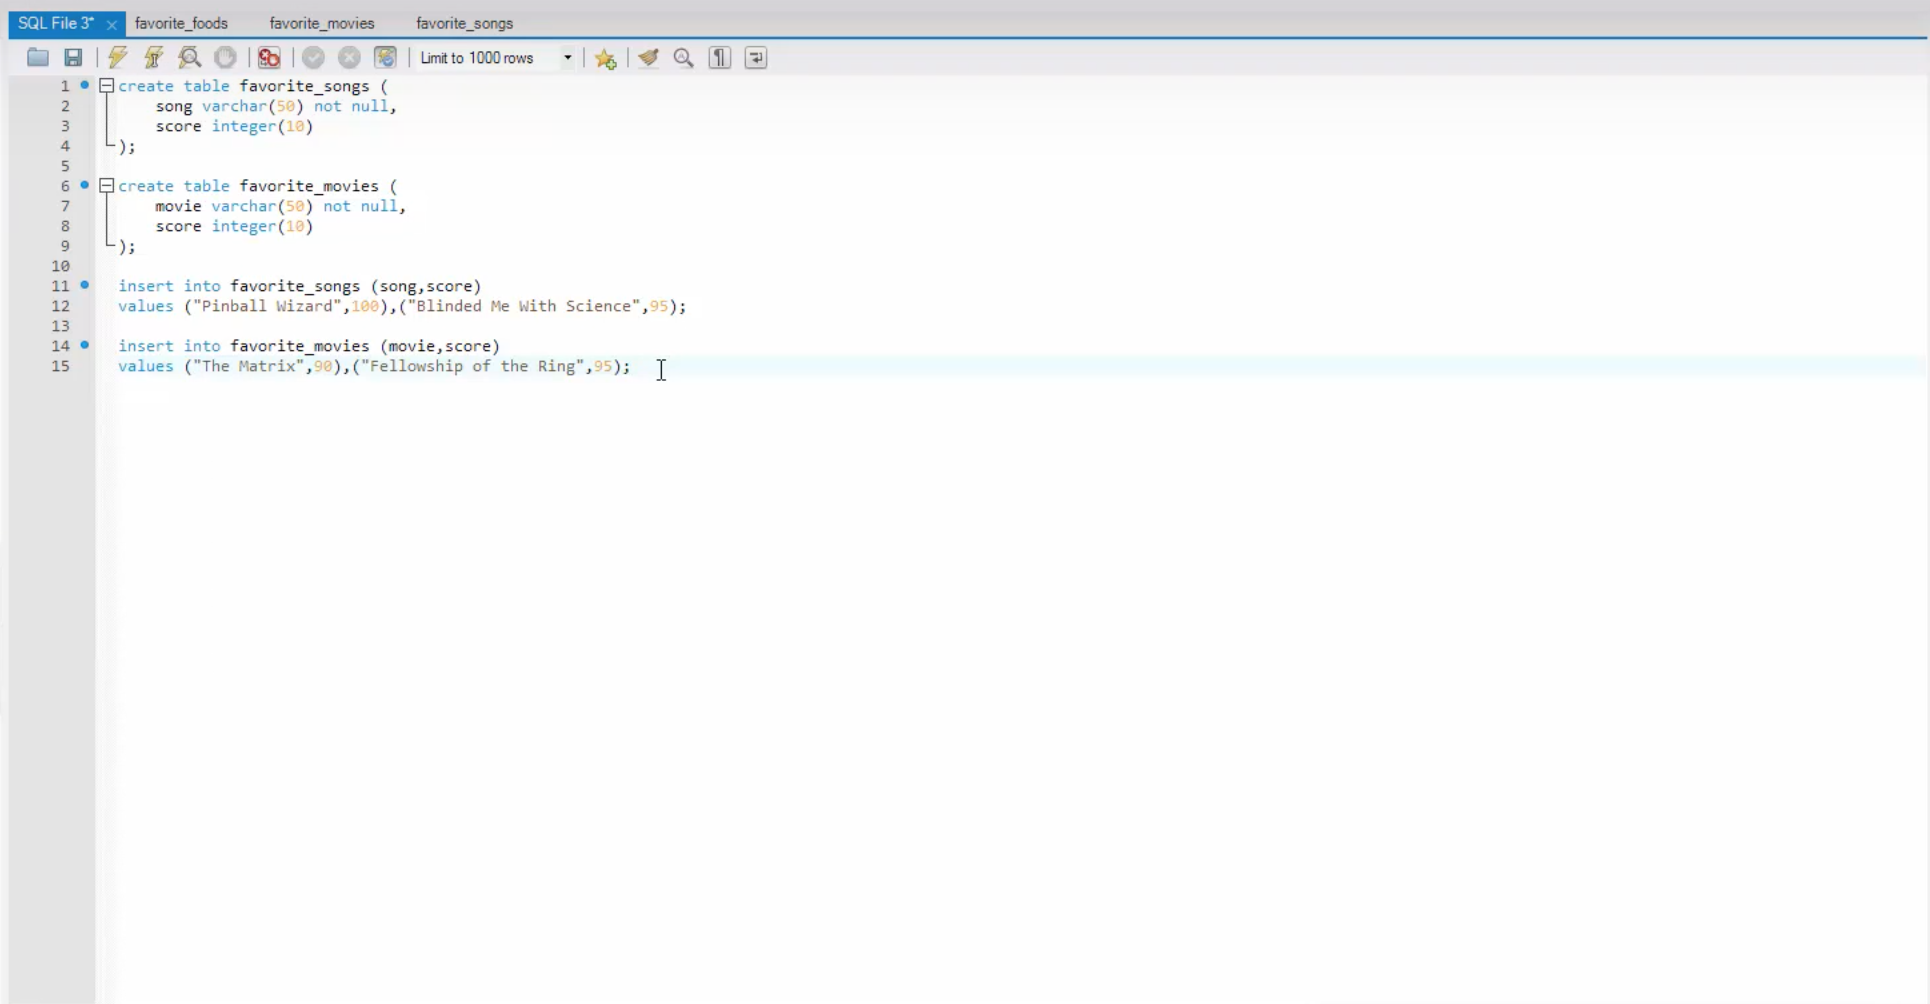 SQL File 3* favorite_foods favorite_movies favorite_songs
Limit to 1000 rows
1 create table favorite_songs (
2 song varchar(50) not null,
3 score integer(10)
4 );
5
6 create table favorite_movies (
7 movie varchar(50) not null,
8 score integer(10)
9 );
10
11 insert into favorite_songs (song,score)
12 values ("Pinball Wizard",100),("Blinded Me With Science",95);
13
14 insert into favorite_movies (movie,score)
15 values ("The Matrix",90),("Fellowship of the Ring",95);